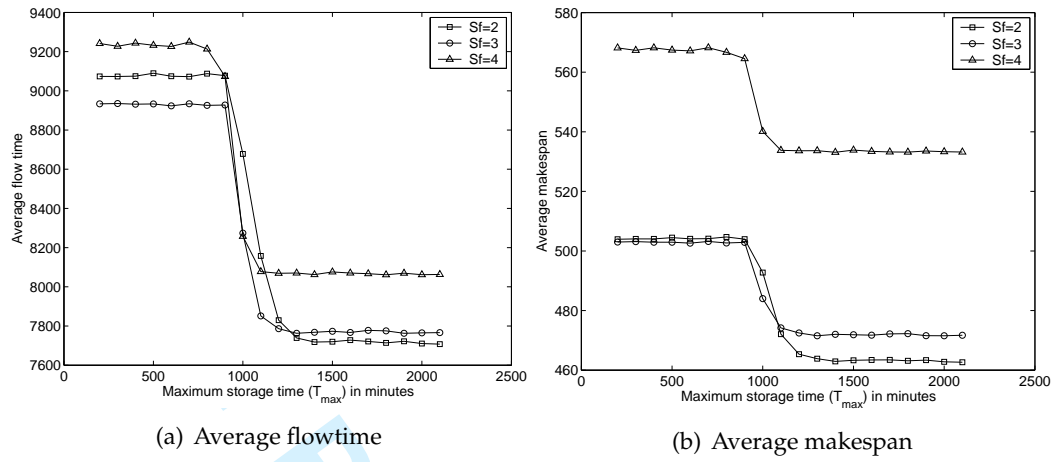 9400
9200
9000
8800
8600
8400
8200
8000
7800
7600
Average flow time
0
500
1000
1500
2000
2500
Maximum storage time (T_max) in minutes
Sf=2
Sf=3
Sf=4
(a) Average flowtime
580
560
540
520
500
480
460
Average makespan
0
500
1000
1500
2000
2500
Maximum storage time (T_max) in minutes
Sf=2
Sf=3
Sf=4
(b) Average makespan